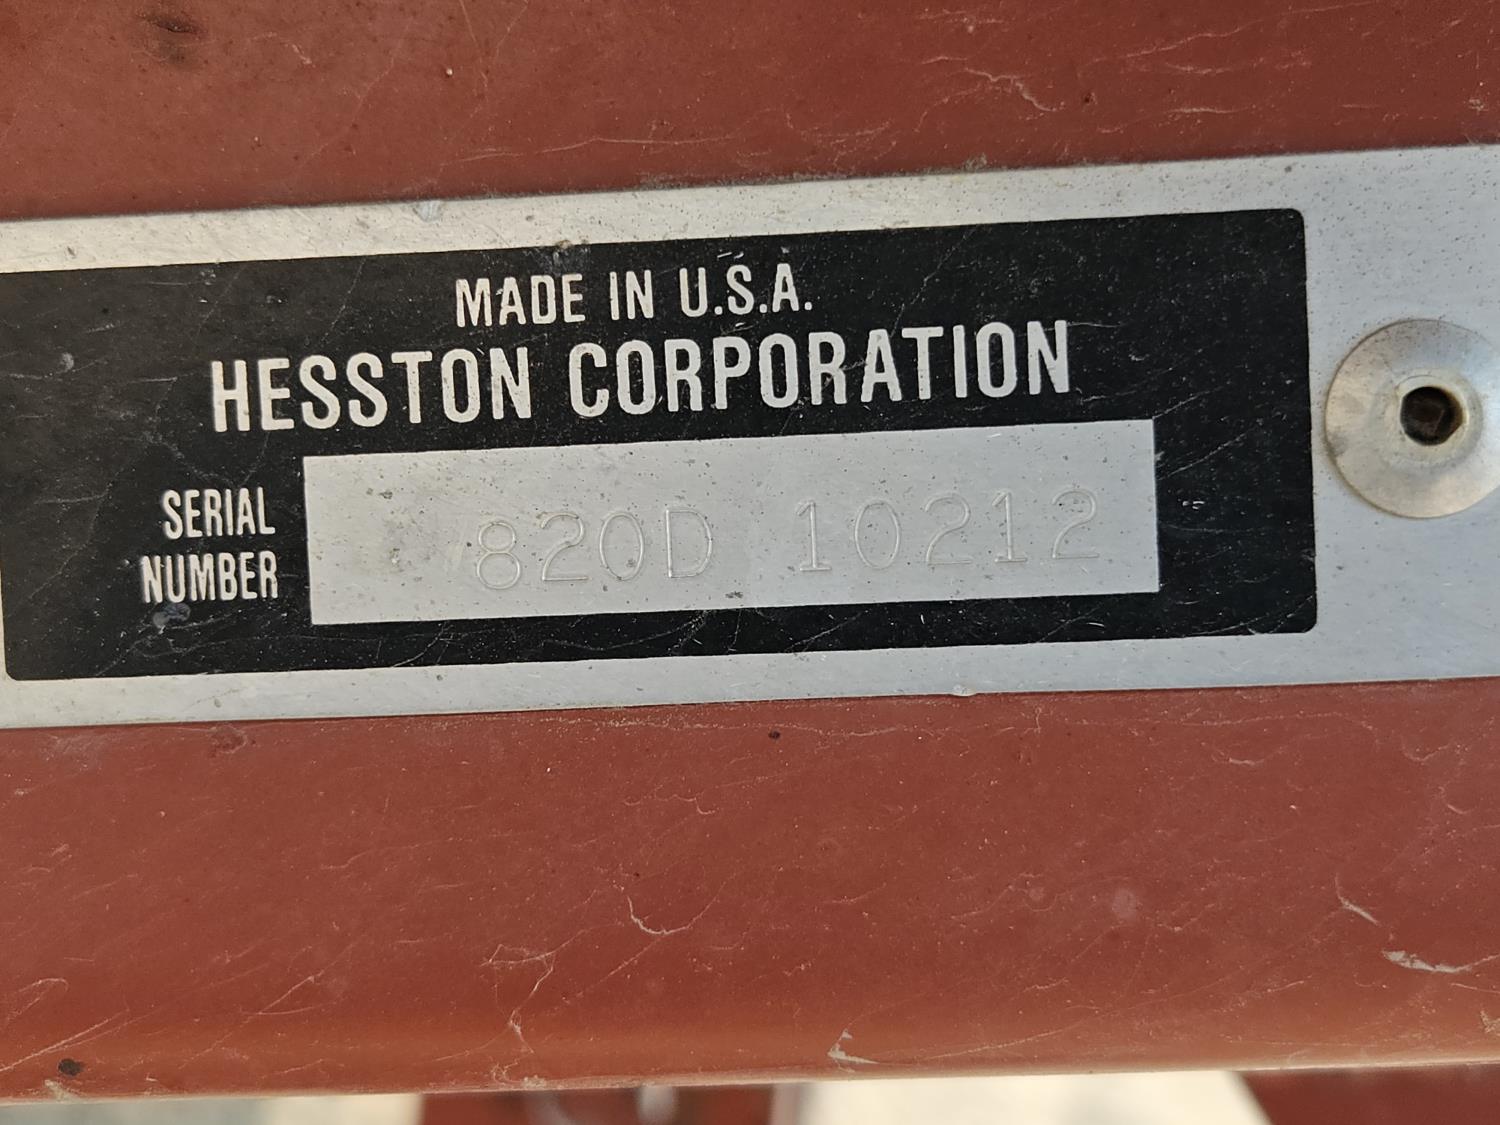 MADE IN U.S.A.
HESSTON CORPORATION
SERIAL
NUMBER
820D 10212